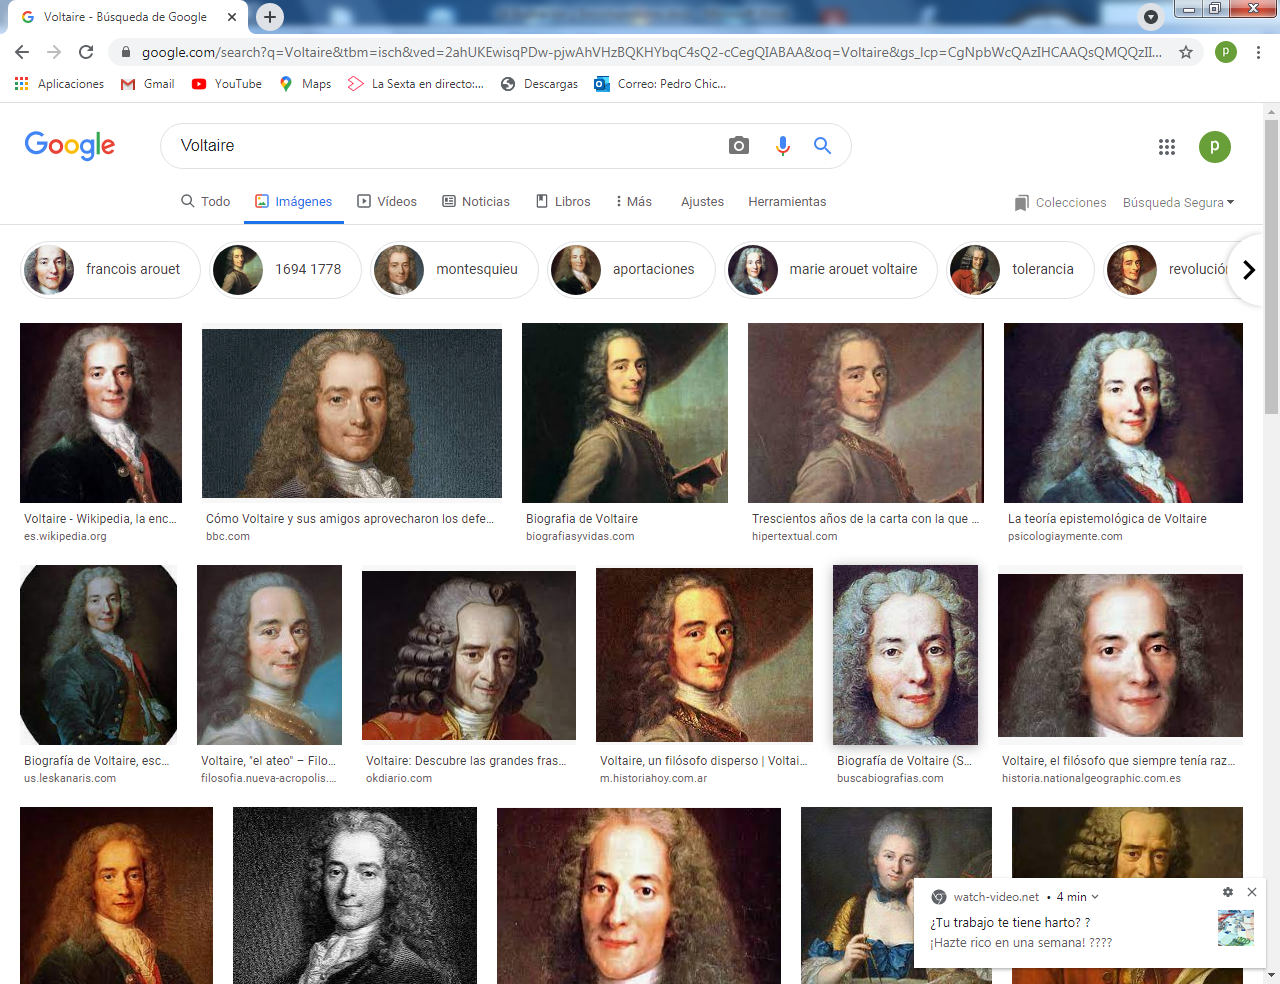 Voltaire - Búsqueda de Google
google.com/search?q=Voltaire&tbm=isch&ved=2ahUKEwisqPDw-pjwAhVHzBQKHYbqC4sQ2-cCegQIABAA&oq=Voltaire&gs_lcp=CgNpbWcQAzIHCAAQsQMQQzII...
p
Aplicaciones Gmail YouTube Maps La Sexta en directo:... Descargas Correo: Pedro Chic...
Google
Voltaire
p
Todo Imágenes Vídeos Noticias Libros Más Ajustes Herramientas Colecciones Búsqueda Segura
francois arouet 1694 1778 montesquieu aportaciones marie arouet voltaire tolerancia revolución
Voltaire - Wikipedia, la enc... Cómo Voltaire y sus amigos aprovecharon los defe... Biografia de Voltaire Trescientos años de la carta con la que ... La teoría epistemológica de Voltaire
es.wikipedia.org bbc.com biografiasyvidas.com hipertextual.com psicologiaymente.com
Biografía de Voltaire, esc... Voltaire, "el ateo" – Filo... Voltaire: Descubre las grandes fras... Voltaire, un filósofo disperso | Voltai... Biografía de Voltaire (S... Voltaire, el filósofo que siempre tenía raz...
us.leskanaris.com filosofia.nueva-acropolis.... okdiario.com m.historiahoy.com.ar buscabiografias.com historia.nationalgeographic.com.es
watch-video.net • 4 min
¿Tu trabajo te tiene harto? ?
¡Hazte rico en una semana! ????